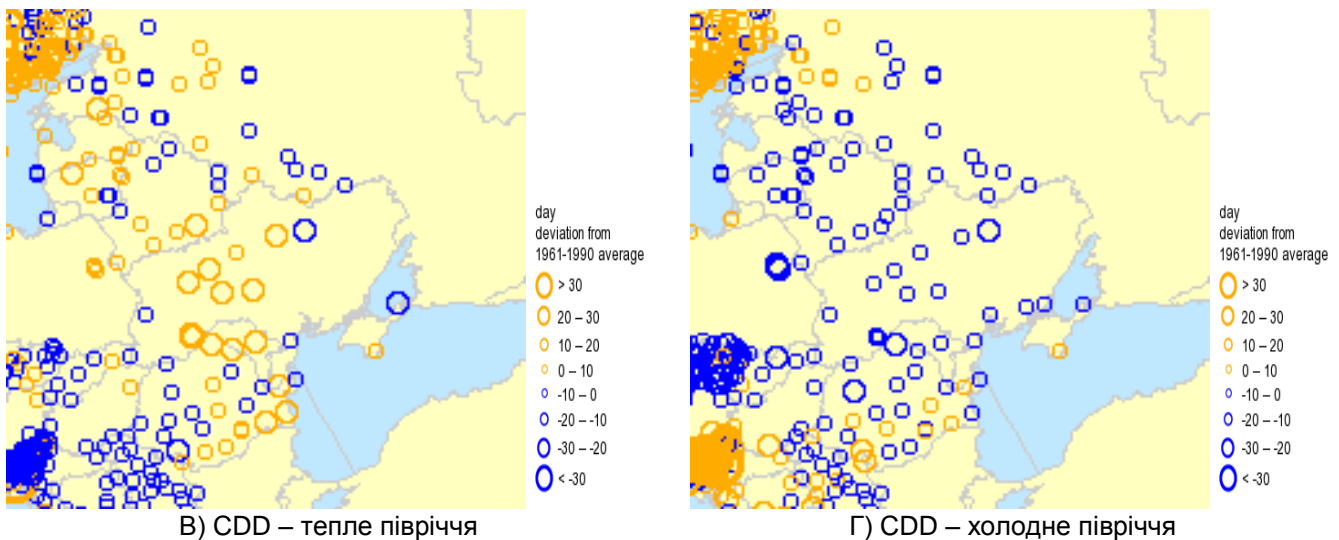 day
deviation from
1961-1990 average
> 30
20 – 30
10 – 20
0 – 10
-10 – 0
-20 – -10
-30 – -20
< -30
В) CDD – тепле півріччя
day
deviation from
1961-1990 average
> 30
20 – 30
10 – 20
0 – 10
-10 – 0
-20 – -10
-30 – -20
< -30
Г) CDD – холодне півріччя